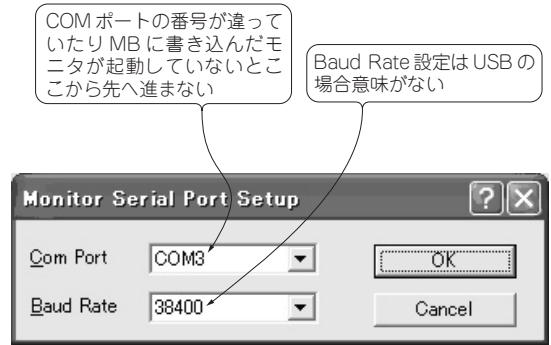 COM ポートの番号が違って
いたり MB に書き込んだモ
ニタが起動していないとこ
こから先へ進まない
Baud Rate 設定は USB の
場合意味がない
Monitor Serial Port Setup
Com Port
COM3
OK
Baud Rate
38400
Cancel